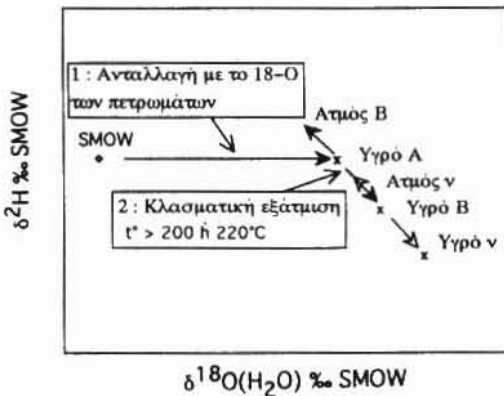 1 : Ανταλλαγή με το 18-O
των πετρωμάτων
Ατμός Β
SMOW
Υγρό Α
Ατμός ν
2 : Κλασματική εξάτμιση
t° > 200 ή 220°C
Υγρό Β
Υγρό ν
δ²H ‰ SMOW
δ¹⁸O(H₂O) ‰ SMOW